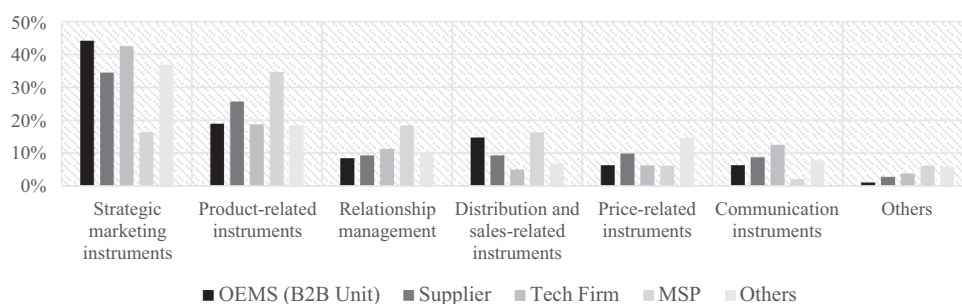 50%
40%
30%
20%
10%
0%
Strategic marketing instruments
Product-related instruments
Relationship management
Distribution and sales-related instruments
Price-related instruments
Communication instruments
Others
OEMS (B2B Unit) Supplier Tech Firm MSP Others